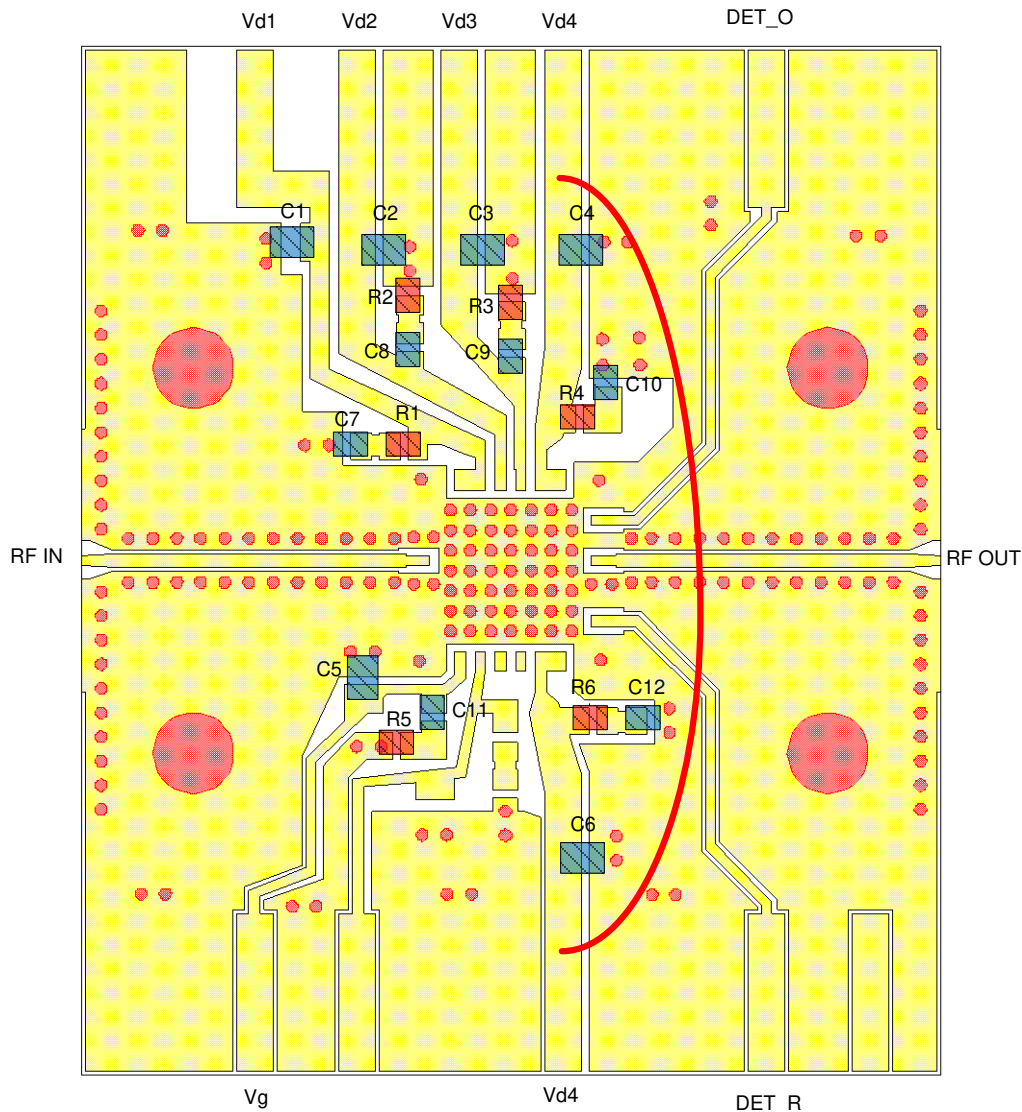 Vd1
Vd2
Vd3
Vd4
DET_O
C1
C2
C3
C4
R2
R3
C8
C9
C10
R4
C7
R1
RF IN
RF OUT
C5
C11
R5
R6
C12
C6
Vg
Vd4
DET_R